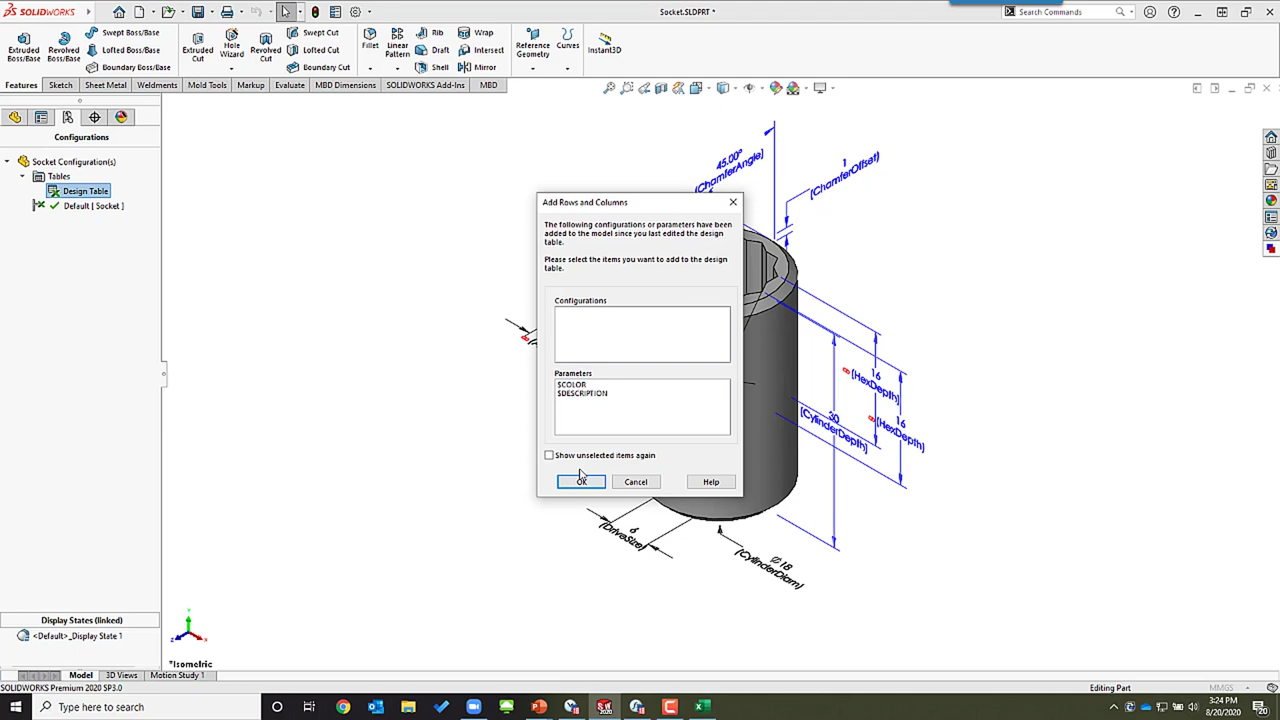 SOLIDWORKS
Socket.SLDPRT *
Search Commands
Extruded Boss/Base
Revolved Boss/Base
Swept Boss/Base
Lofted Boss/Base
Boundary Boss/Base
Extruded Cut
Hole Wizard
Revolved Cut
Swept Cut
Lofted Cut
Boundary Cut
Fillet
Linear Pattern
Rib
Draft
Shell
Wrap
Intersect
Mirror
Reference Geometry
Curves
Instant3D
Features
Sketch
Sheet Metal
Weldments
Mold Tools
Markup
Evaluate
MBD Dimensions
SOLIDWORKS Add-Ins
MBD
Configurations
Socket Configuration(s)
Tables
Design Table
Default [ Socket ]
45.00°
(ChamferAngle)
1
(ChamferOffset)
Add Rows and Columns
The following configurations or parameters have been
added to the model since you last edited the design
table.
Please select the items you want to add to the design
table.
Configurations
Parameters
$COLOR
$DESCRIPTION
Show unselected items again
OK
Cancel
Help
16
(HexDepth)
30
(CylinderDepth)
16
(HexDepth)
6
(DriveSize)
Ø18
(CylinderDiam)
Display States (linked)
<Default>_Display State 1
*Isometric
Model
3D Views
Motion Study 1
SOLIDWORKS Premium 2020 SP3.0
Editing Part
MMGS
Type here to search
3:24 PM
8/20/2020